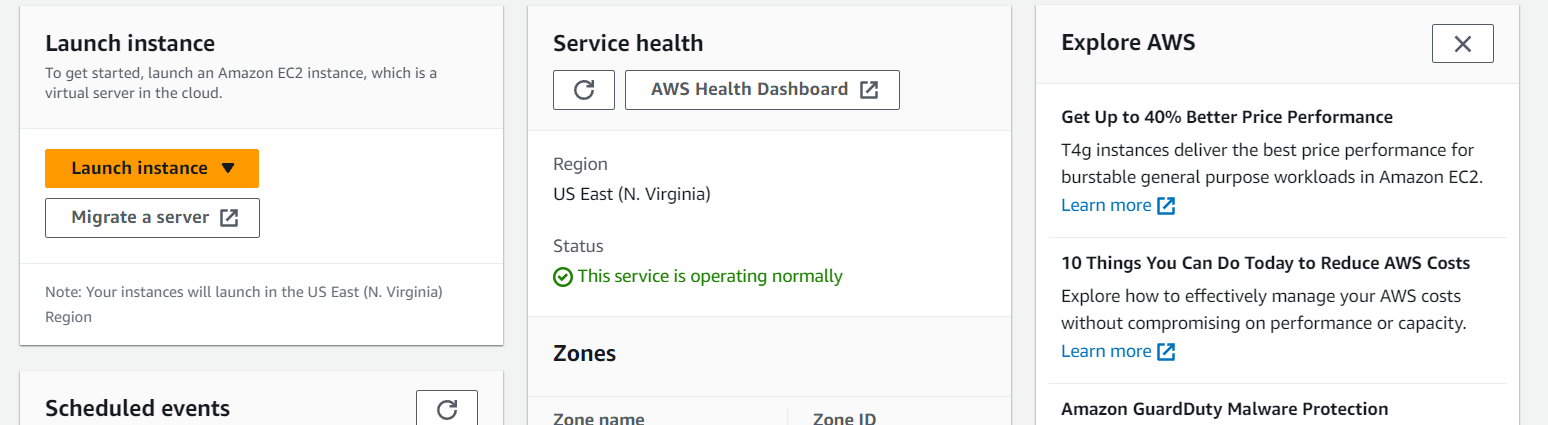 Launch instance
To get started, launch an Amazon EC2 instance, which is a
virtual server in the cloud.
Launch instance
Migrate a server
Note: Your instances will launch in the US East (N. Virginia)
Region
Scheduled events
Service health
AWS Health Dashboard
Region
US East (N. Virginia)
Status
This service is operating normally
Zones
Zone name
Zone ID
Explore AWS
Get Up to 40% Better Price Performance
T4g instances deliver the best price performance for
burstable general purpose workloads in Amazon EC2.
Learn more
10 Things You Can Do Today to Reduce AWS Costs
Explore how to effectively manage your AWS costs
without compromising on performance or capacity.
Learn more
Amazon GuardDuty Malware Protection